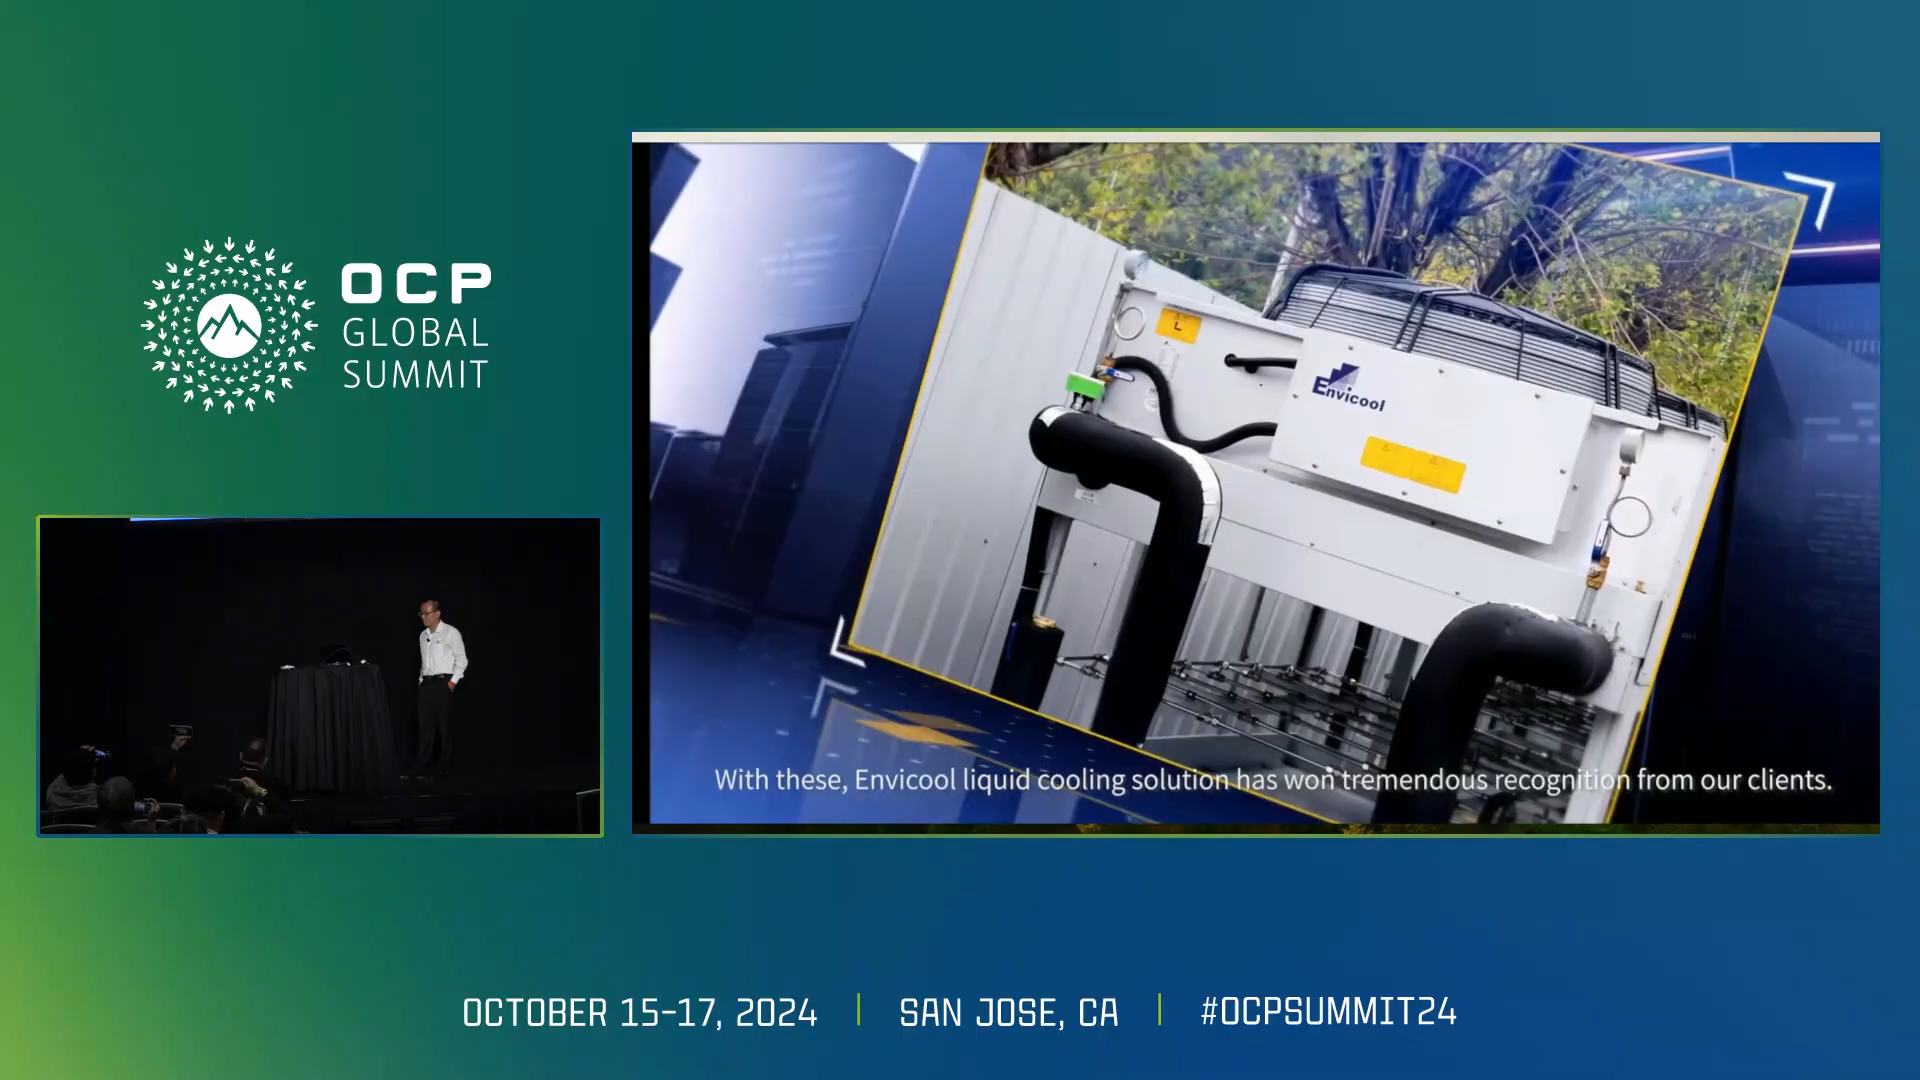 OCP
GLOBAL
SUMMIT
L
Envicool
With these, Envicool liquid cooling solution has won tremendous recognition from our clients.
OCTOBER 15-17, 2024 | SAN JOSE, CA | #OCPSUMMIT24